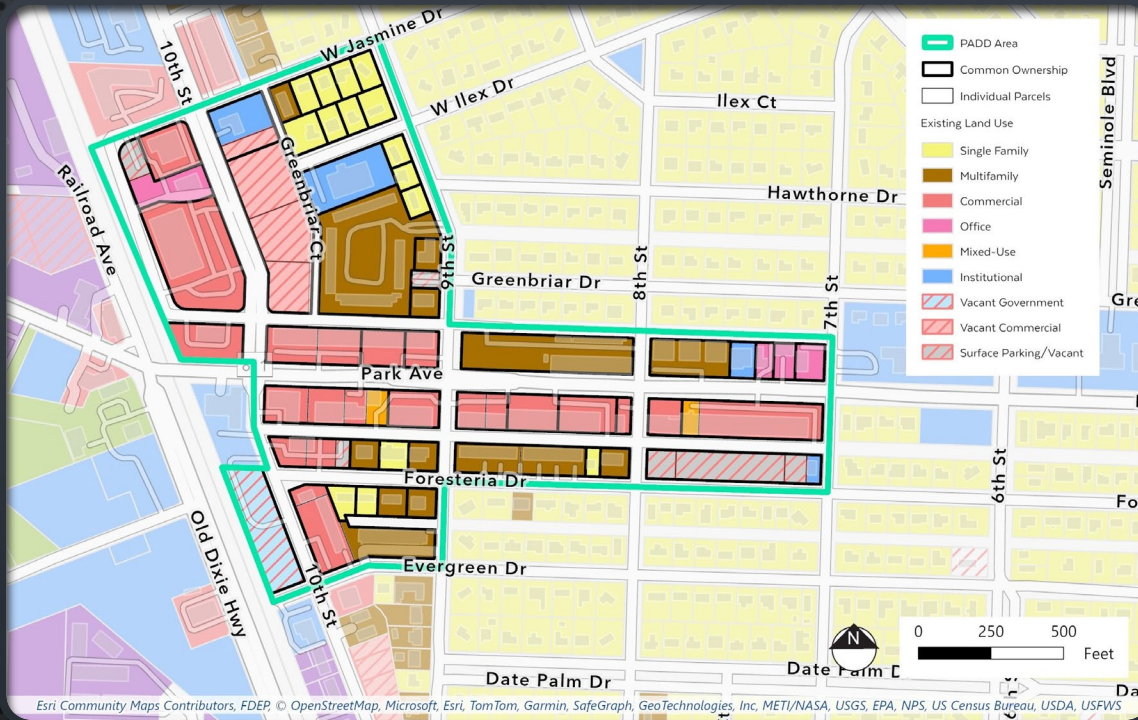 W Jasmine Dr
10th St
W Ilex Dr
Ilex Ct
Seminole Blvd
Railroad Ave
Greenbriar Ct
Hawthorne Dr
9th St
8th St
7th St
Greenbriar Dr
Gre
Park Ave
Foresteria Dr
6th St
Fo
Old Dixie Hwy
10th St
Evergreen Dr
Date Palm Dr
Date Palm D
Da
PADD Area
Common Ownership
Individual Parcels
Existing Land Use
Single Family
Multifamily
Commercial
Office
Mixed-Use
Institutional
Vacant Government
Vacant Commercial
Surface Parking/Vacant
N
0 250 500
Feet
Esri Community Maps Contributors, FDEP, © OpenStreetMap, Microsoft, Esri, TomTom, Garmin, SafeGraph, GeoTechnologies, Inc, METI/NASA, USGS, EPA, NPS, US Census Bureau, USDA, USFWS